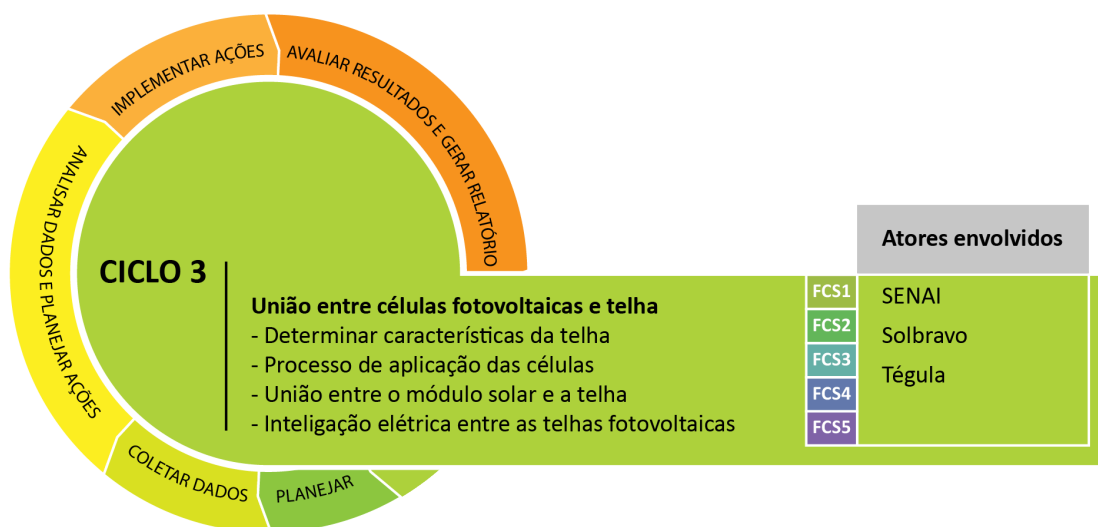 IMPLEMENTAR AÇÕES
AVALIAR RESULTADOS E GERAR RELATÓRIO
ANALISAR DADOS E PLANEJAR AÇÕES
COLETAR DADOS
PLANEJAR
CICLO 3
União entre células fotovoltaicas e telha
- Determinar características da telha
- Processo de aplicação das células
- União entre o módulo solar e a telha
- Inteligação elétrica entre as telhas fotovoltaicas
FCS1
FCS2
FCS3
FCS4
FCS5
Atores envolvidos
SENAI
Solbravo
Tégula